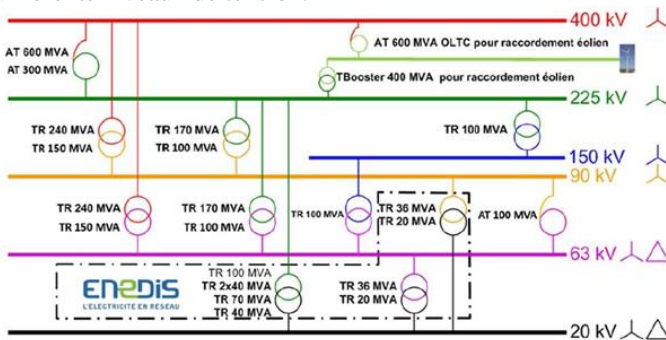 400 kV
AT 600 MVA
AT 300 MVA
AT 600 MVA OLTC pour raccordement éolien
TBooster 400 MVA pour raccordement éolien
225 kV
TR 240 MVA
TR 150 MVA
TR 170 MVA
TR 100 MVA
TR 100 MVA
150 kV
90 kV
TR 240 MVA
TR 150 MVA
TR 170 MVA
TR 100 MVA
TR 100 MVA
TR 36 MVA
TR 20 MVA
AT 100 MVA
63 kV
ENEDIS
L'ELECTRICITE EN RESEAU
TR 100 MVA
TR 2x40 MVA
TR 70 MVA
TR 40 MVA
TR 36 MVA
TR 20 MVA
20 kV